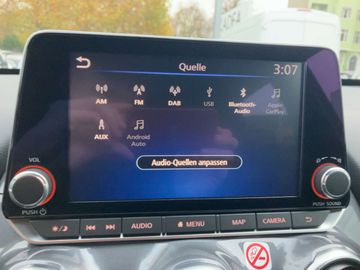 Quelle
3:07
AM
FM
DAB
USB
Bluetooth-
Audio
Apple
CarPlay
AUX
Android
Auto
Audio-Quellen anpassen
VOL
PUSH
PUSH SOUND
AUDIO
MENU
MAP
CAMERA